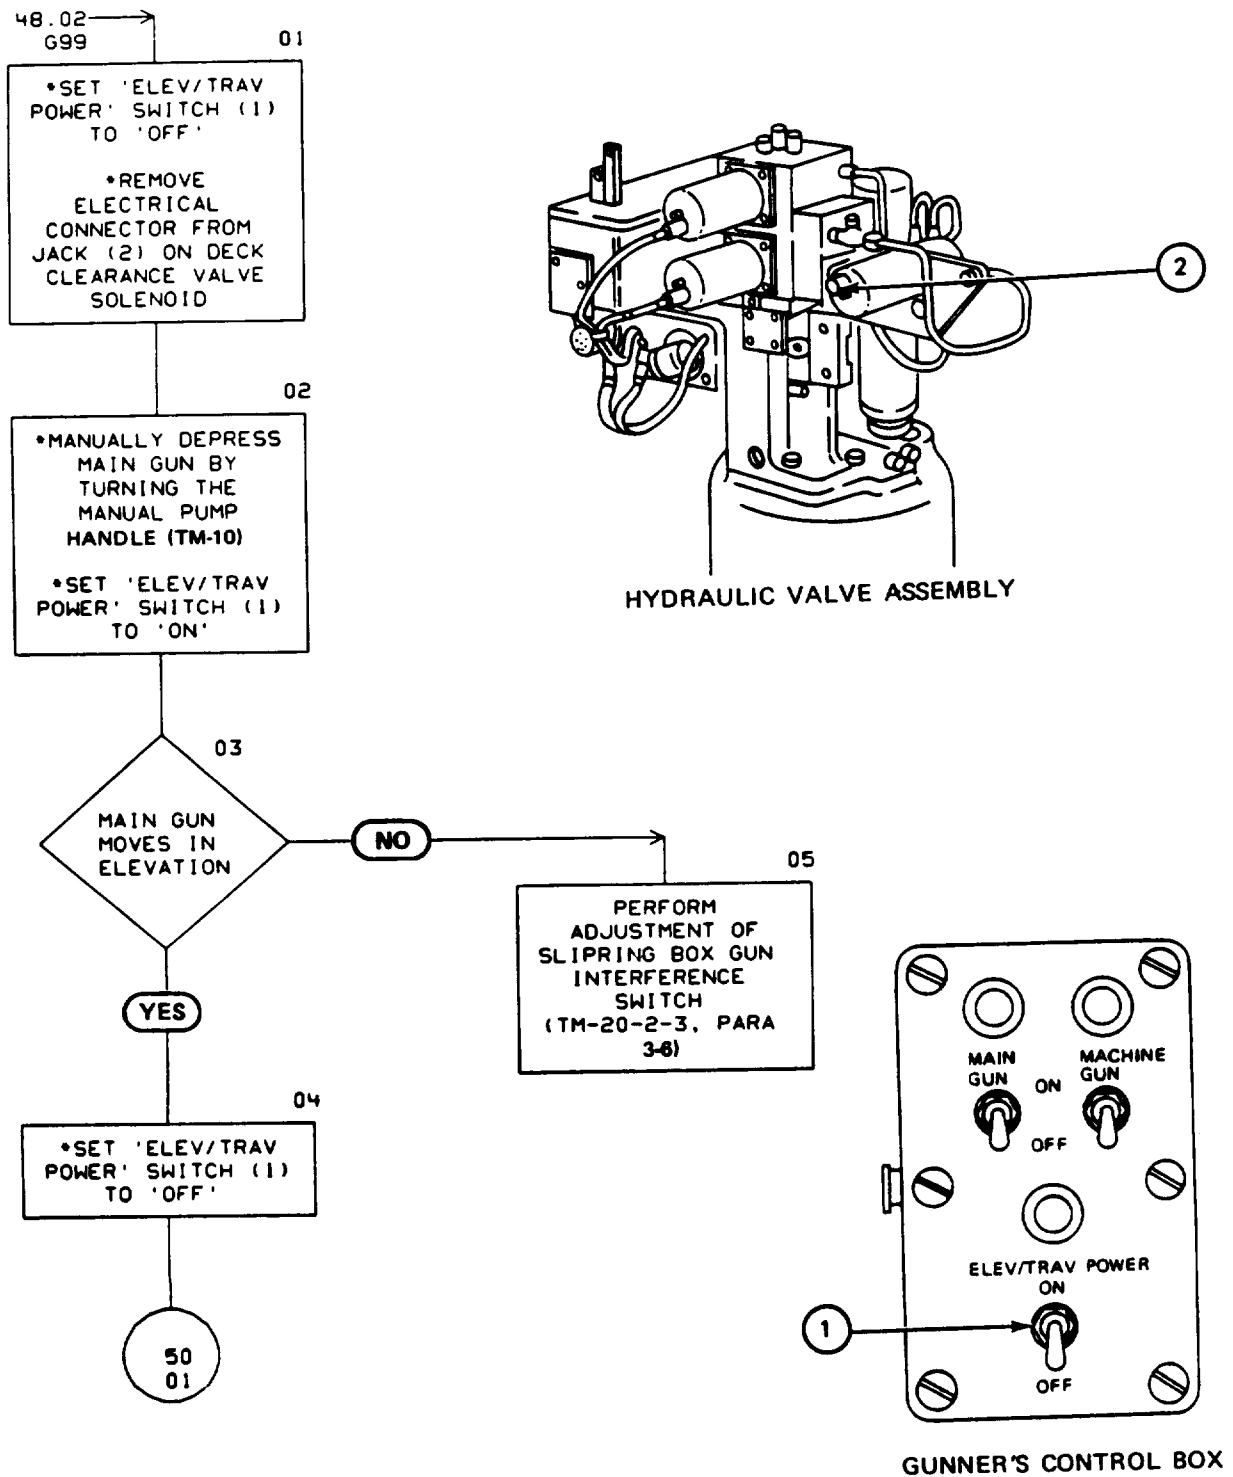 48.02
G99
01
*SET 'ELEV/TRAV
POWER' SWITCH (1)
TO 'OFF'
*REMOVE
ELECTRICAL
CONNECTOR FROM
JACK (2) ON DECK
CLEARANCE VALVE
SOLENOID
02
*MANUALLY DEPRESS
MAIN GUN BY
TURNING THE
MANUAL PUMP
HANDLE (TM-10)
*SET 'ELEV/TRAV
POWER' SWITCH (1)
TO 'ON'
03
MAIN GUN
MOVES IN
ELEVATION
NO
05
PERFORM
ADJUSTMENT OF
SLIPRING BOX GUN
INTERFERENCE
SWITCH
(TM-20-2-3, PARA
3-6)
YES
04
*SET 'ELEV/TRAV
POWER' SWITCH (1)
TO 'OFF'
50
01
2
HYDRAULIC VALVE ASSEMBLY
MAIN
GUN
MACHINE
GUN
ON
OFF
ELEV/TRAV POWER
ON
1
OFF
GUNNER'S CONTROL BOX